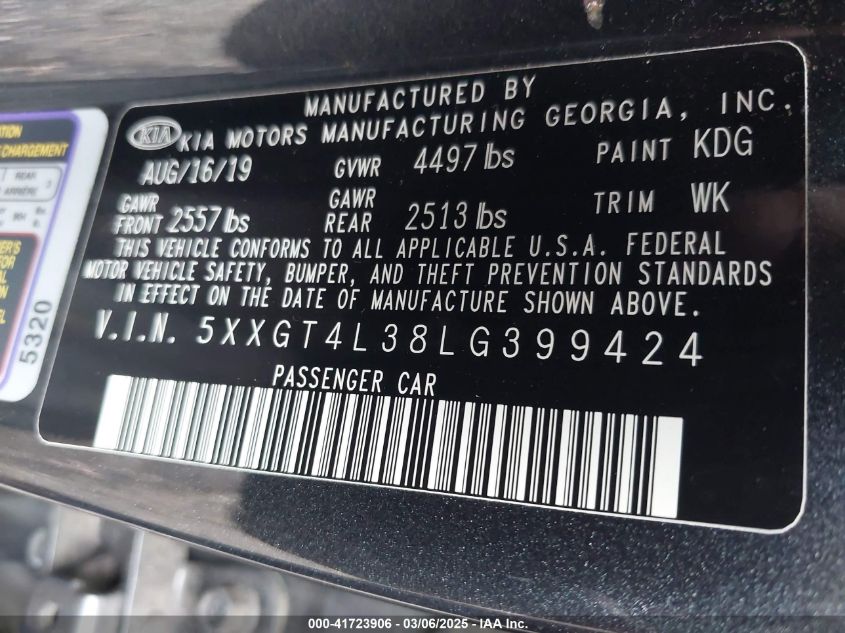 MANUFACTURED BY
KIA KIA MOTORS MANUFACTURING GEORGIA, INC.
AUG/16/19 GVWR 4497 lbs PAINT KDG
GAWR FRONT 2557 lbs GAWR REAR 2513 lbs TRIM WK
THIS VEHICLE CONFORMS TO ALL APPLICABLE U.S.A. FEDERAL
MOTOR VEHICLE SAFETY, BUMPER, AND THEFT PREVENTION STANDARDS
IN EFFECT ON THE DATE OF MANUFACTURE SHOWN ABOVE.
V.I.N. 5XXGT4L38LG399424
PASSENGER CAR
CHARGEMENT
REAR
ARRIÈRE
5320
000-41723906 - 03/06/2025 - IAA Inc.